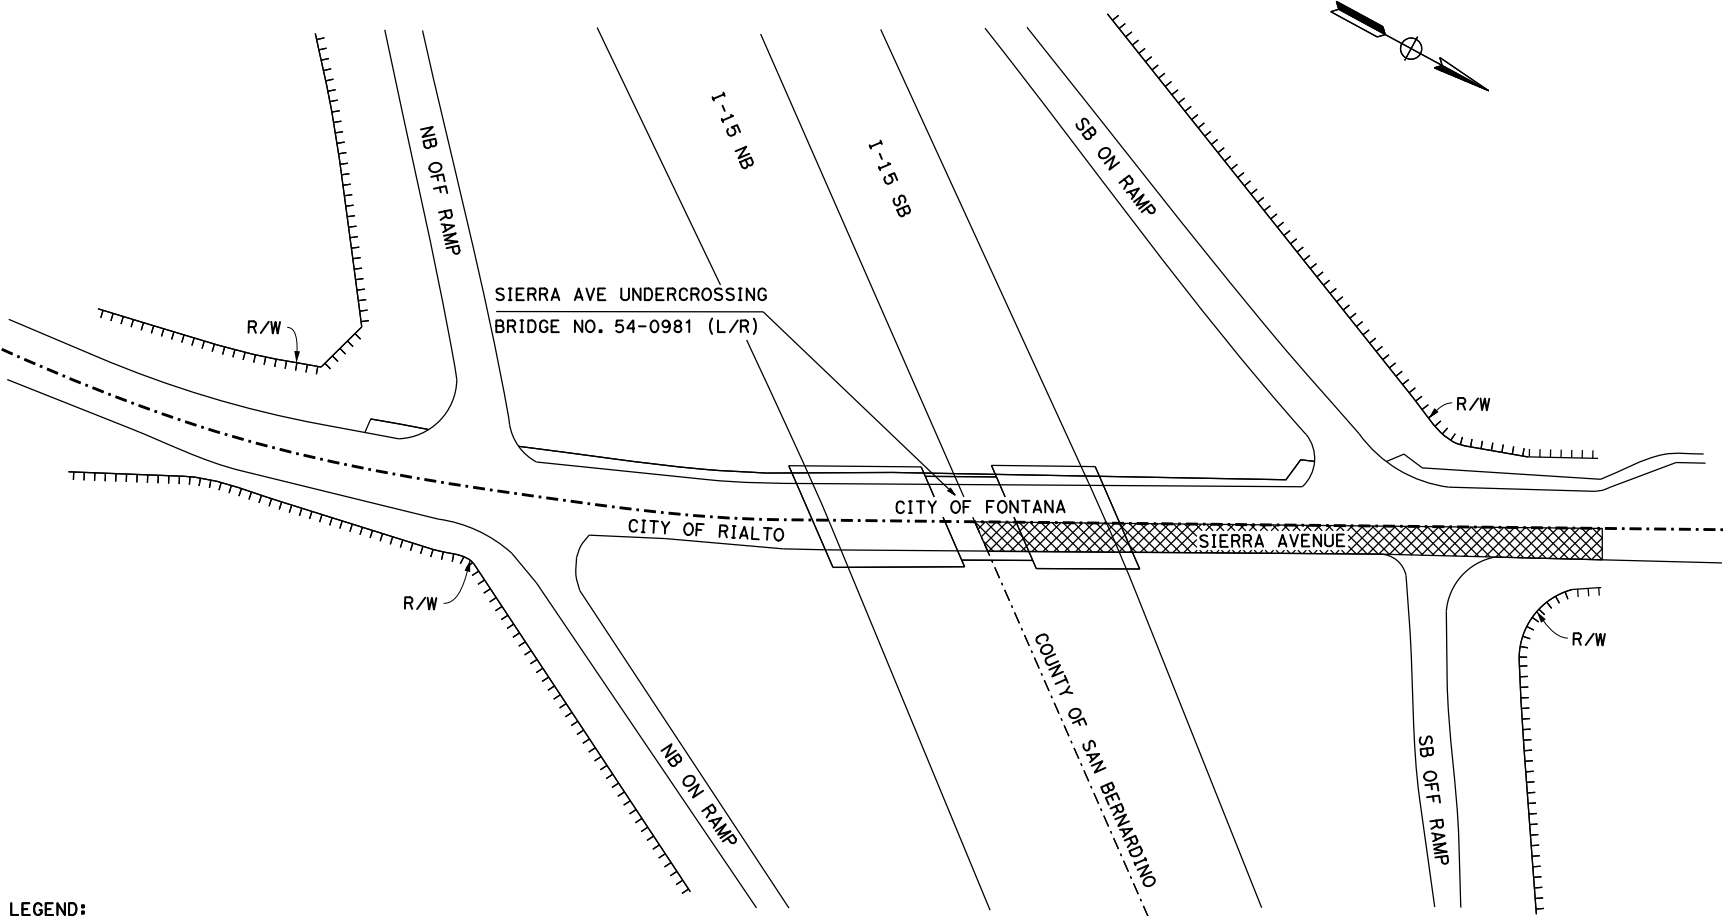 I-15 NB
I-15 SB
NB OFF RAMP
SB ON RAMP
SIERRA AVE UNDERCROSSING
BRIDGE NO. 54-0981 (L/R)
R/W
R/W
CITY OF FONTANA
CITY OF RIALTO
SIERRA AVENUE
R/W
R/W
COUNTY OF SAN BERNARDINO
NB ON RAMP
SB OFF RAMP
LEGEND: